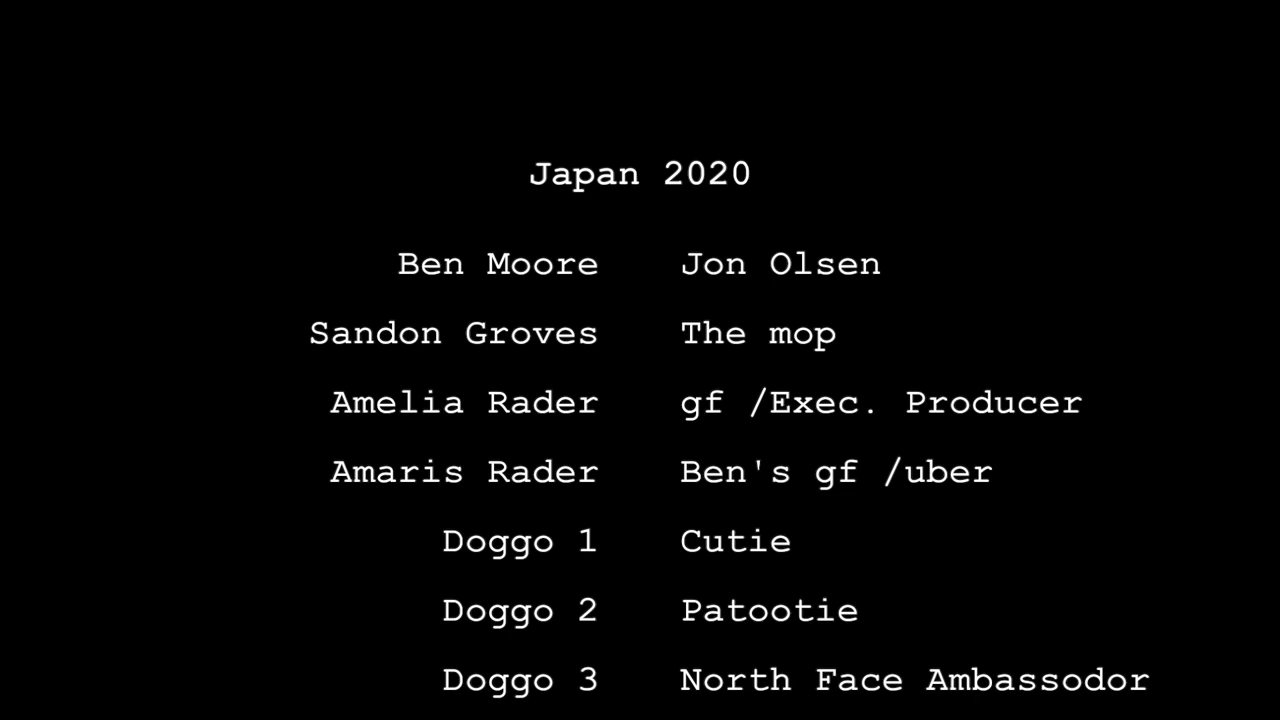 Japan 2020
Ben Moore Jon Olsen
Sandon Groves The mop
Amelia Rader gf /Exec. Producer
Amaris Rader Ben's gf /uber
Doggo 1 Cutie
Doggo 2 Patootie
Doggo 3 North Face Ambassodor